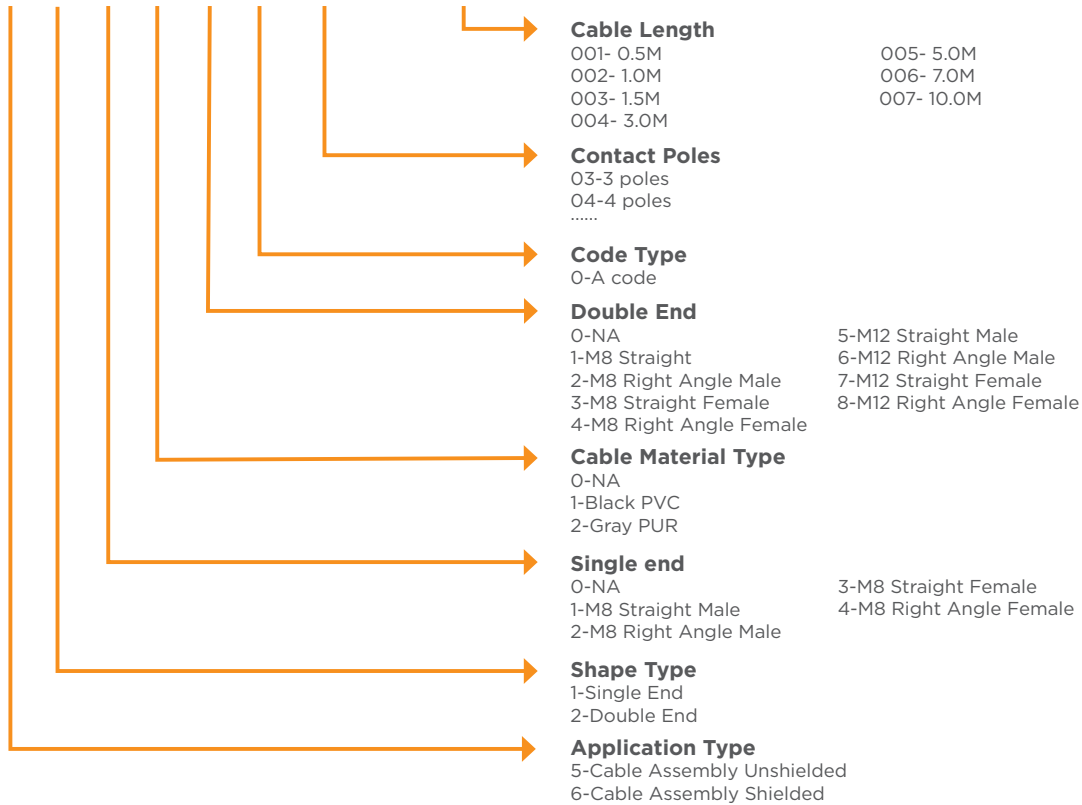 Cable Length
001- 0.5M 005- 5.0M
002- 1.0M 006- 7.0M
003- 1.5M 007- 10.0M
004- 3.0M
Contact Poles
03-3 poles
04-4 poles
......
Code Type
0-A code
Double End
0-NA 5-M12 Straight Male
1-M8 Straight 6-M12 Right Angle Male
2-M8 Right Angle Male 7-M12 Straight Female
3-M8 Straight Female 8-M12 Right Angle Female
4-M8 Right Angle Female
Cable Material Type
0-NA
1-Black PVC
2-Gray PUR
Single end
0-NA 3-M8 Straight Female
1-M8 Straight Male 4-M8 Right Angle Female
2-M8 Right Angle Male
Shape Type
1-Single End
2-Double End
Application Type
5-Cable Assembly Unshielded
6-Cable Assembly Shielded